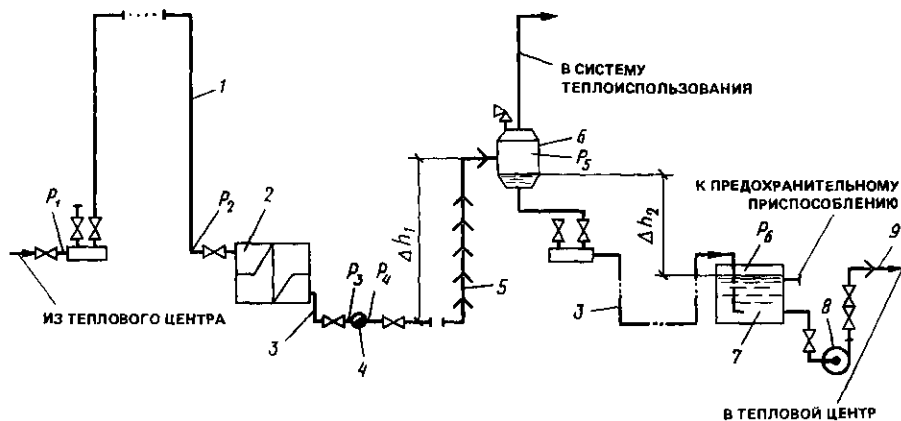 В СИСТЕМУ
ТЕПЛОИСПОЛЬЗОВАНИЯ
1
6
P5
К ПРЕДОХРАНИТЕЛЬНОМУ
ПРИСПОСОБЛЕНИЮ
P1
P2
2
Δh1
Δh2
P6
9
ИЗ ТЕПЛОВОГО ЦЕНТРА
3
P3
P4
4
5
3
7
8
В ТЕПЛОВОЙ ЦЕНТР